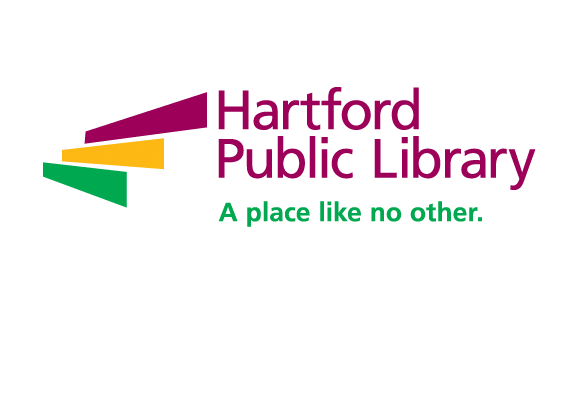 Hartford
Public Library
A place like no other.